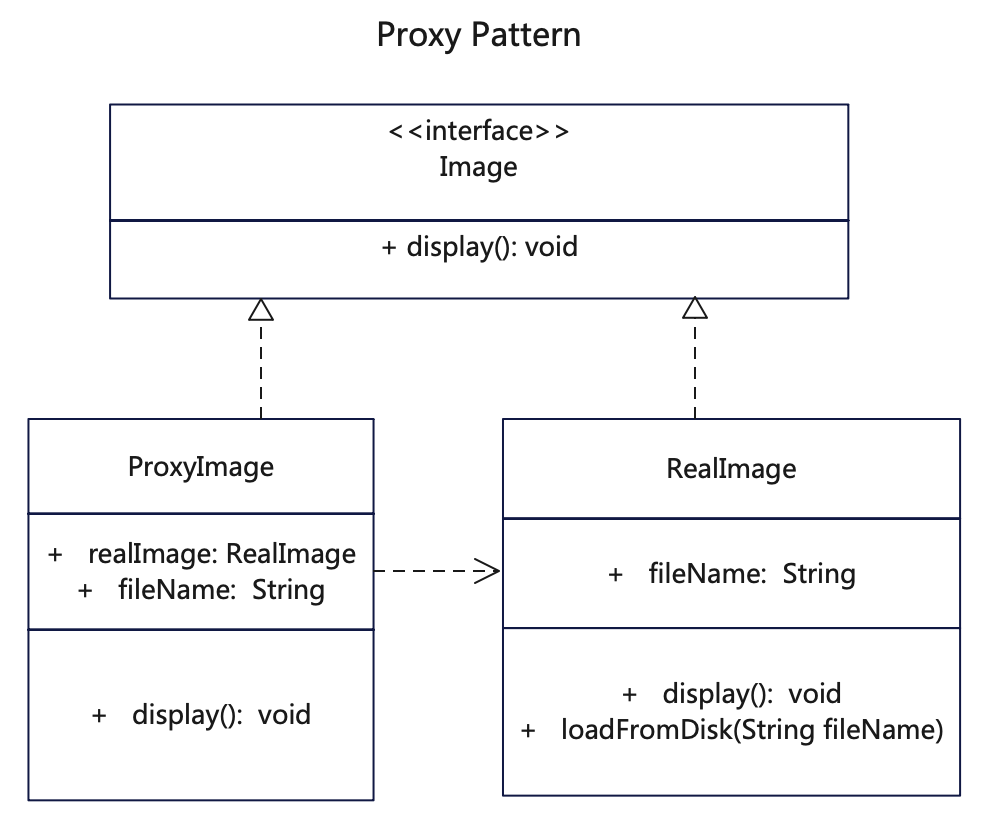 Proxy Pattern
<<interface>>
Image
+ display(): void
ProxyImage
+ realImage: RealImage
+ fileName: String
+ display(): void
RealImage
+ fileName: String
+ display(): void
+ loadFromDisk(String fileName)